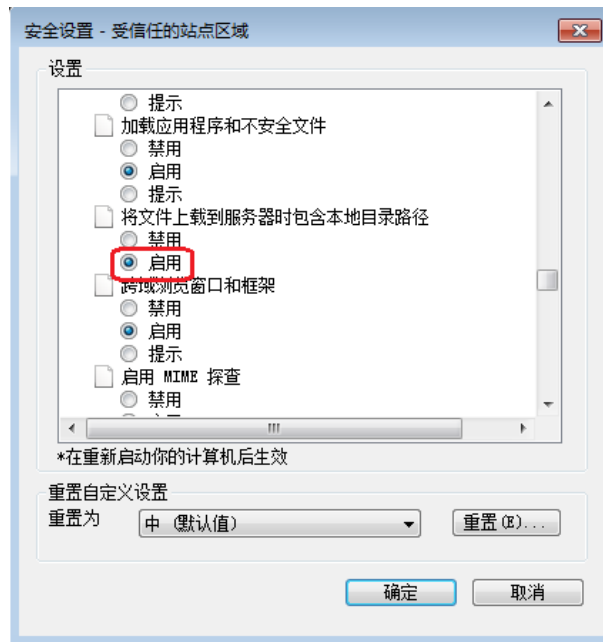 安全设置 - 受信任的站点区域
设置
提示
加载应用程序和不安全文件
禁用
启用
提示
将文件上载到服务器时包含本地目录路径
禁用
启用
跨域浏览窗口和框架
禁用
启用
提示
启用 MIME 探查
禁用
*在重新启动你的计算机后生效
重置自定义设置
重置为 中 (默认值) 重置(E)...
确定 取消